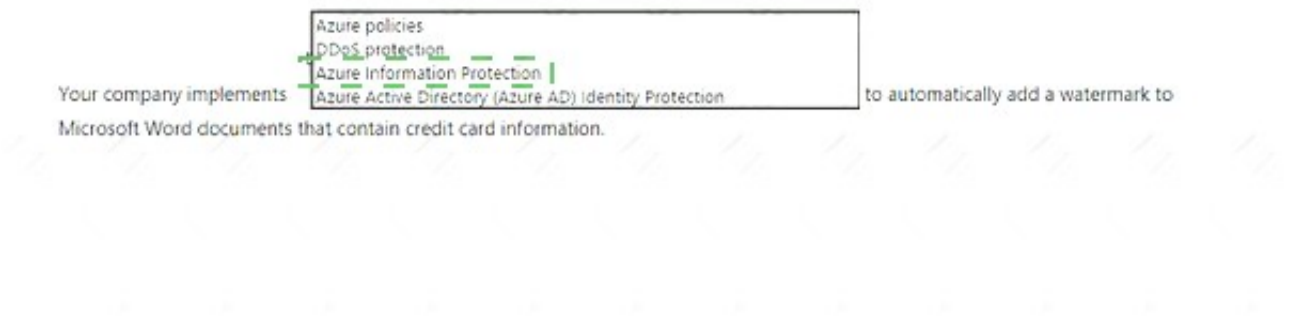 Azure policies
DDoS protection
Azure Information Protection
Your company implements Azure Active Directory (Azure AD) Identity Protection to automatically add a watermark to
Microsoft Word documents that contain credit card information.